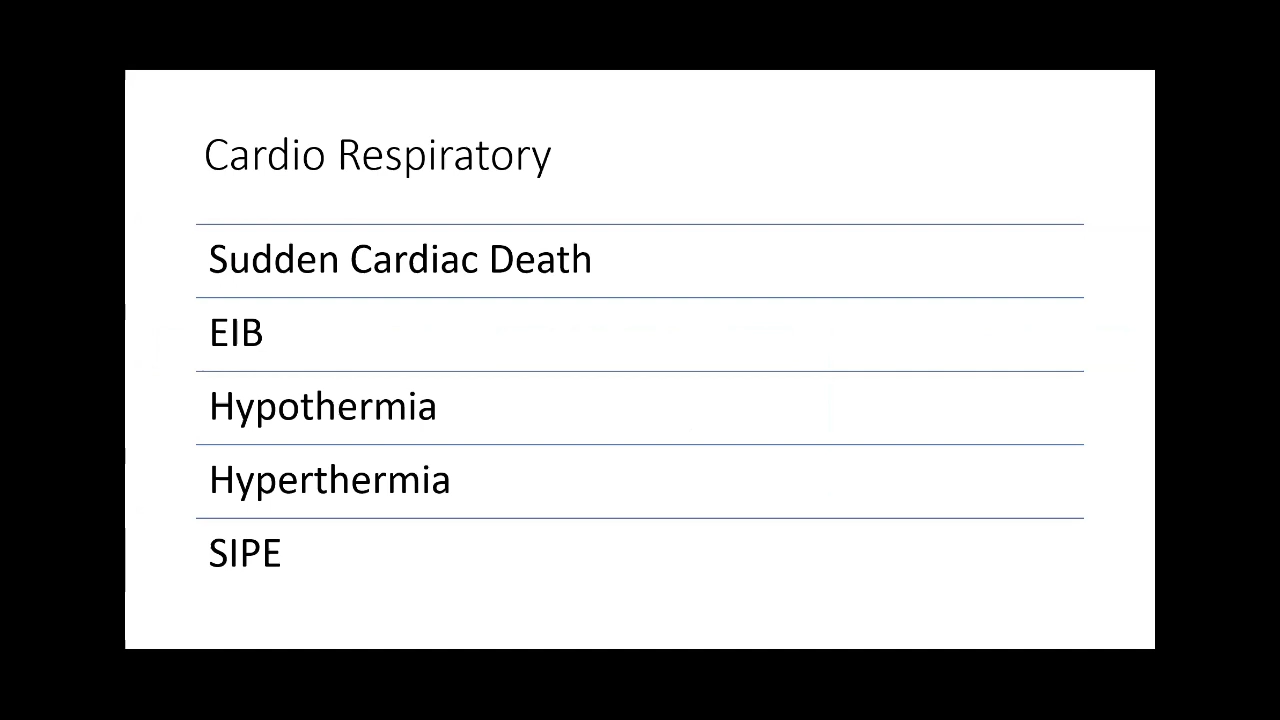 Cardio Respiratory
Sudden Cardiac Death
EIB
Hypothermia
Hyperthermia
SIPE